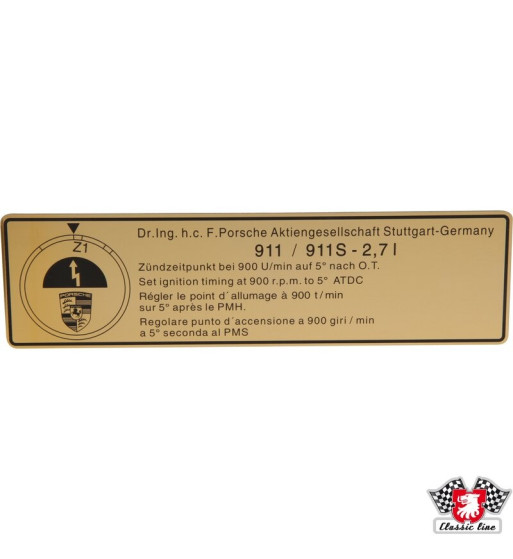 Z1
PORSCHE
Dr.Ing. h.c. F.Porsche Aktiengesellschaft Stuttgart-Germany
911 / 911S - 2,7 l
Zündzeitpunkt bei 900 U/min auf 5° nach O.T.
Set ignition timing at 900 r.p.m. to 5° ATDC
Régler le point d´allumage à 900 t/min
sur 5° après le PMH.
Regolare punto d´accensione a 900 giri / min
a 5° seconda al PMS
Classic line